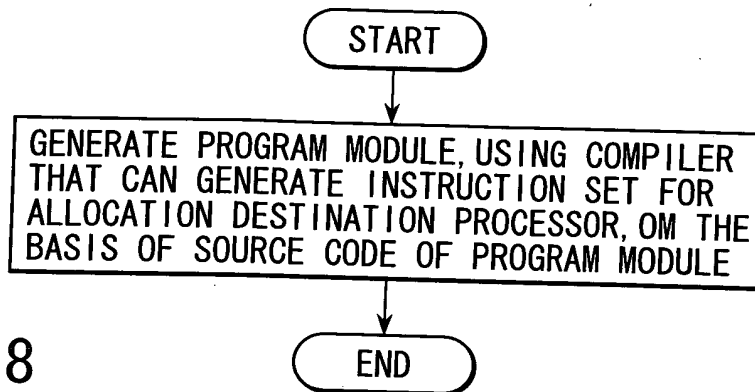 START
GENERATE PROGRAM MODULE, USING COMPILER
THAT CAN GENERATE INSTRUCTION SET FOR
ALLOCATION DESTINATION PROCESSOR, OM THE
BASIS OF SOURCE CODE OF PROGRAM MODULE
8
END